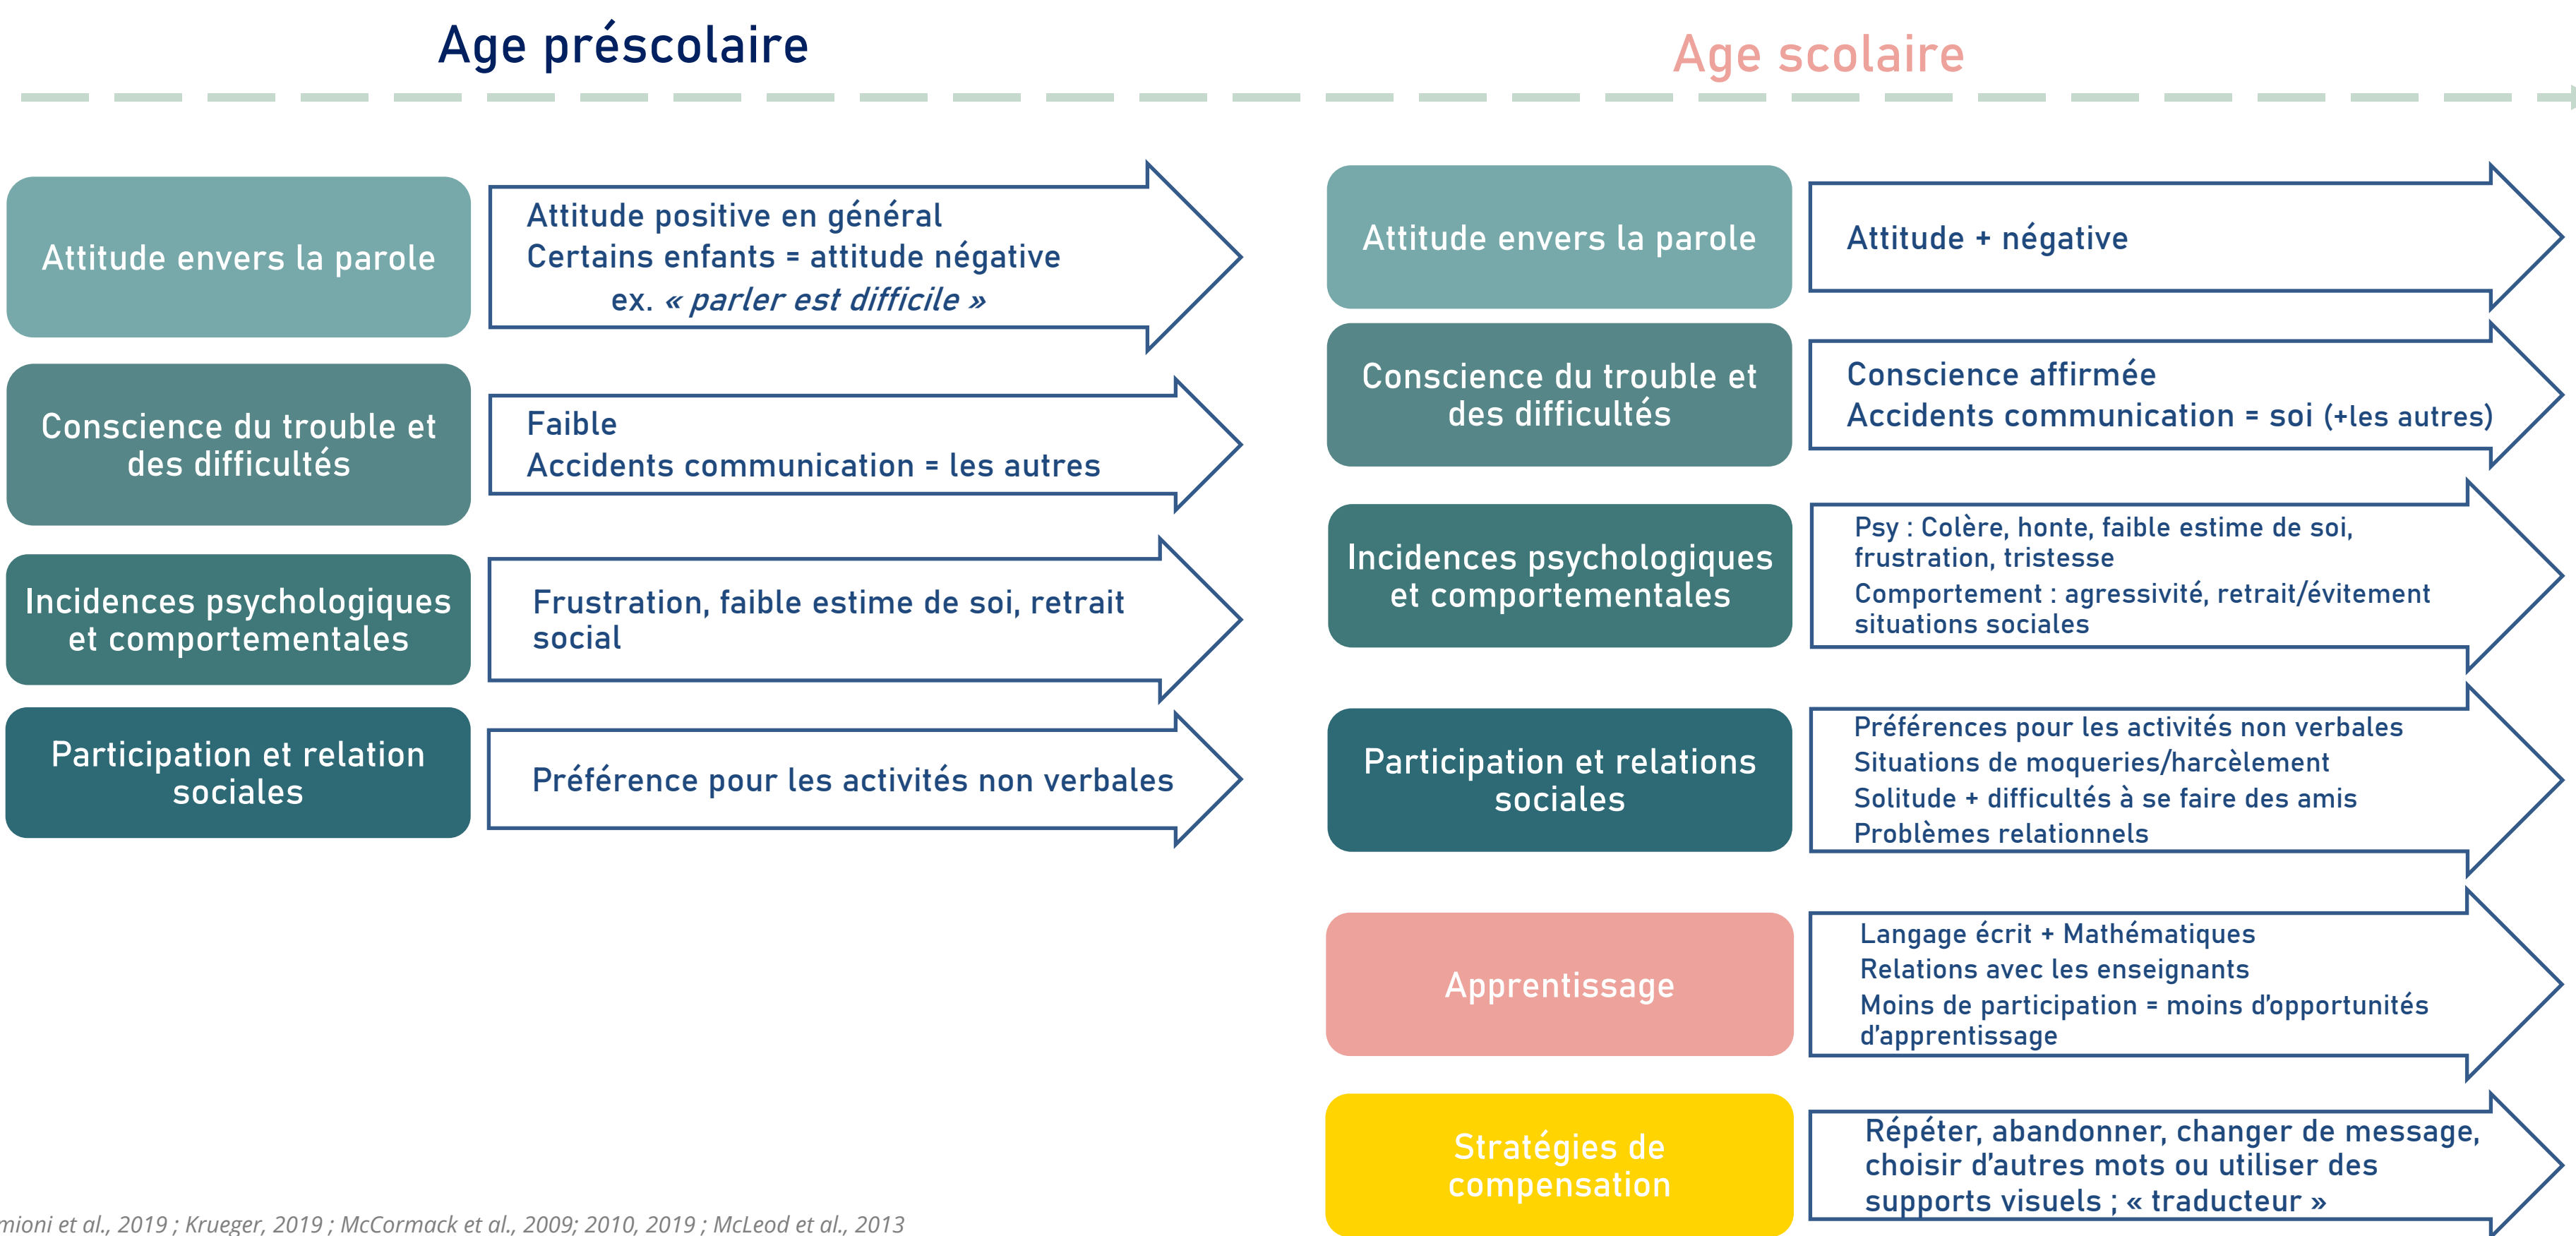 Age préscolaire
Attitude envers la parole
Attitude positive en général
Certains enfants = attitude négative
ex. « parler est difficile »
Conscience du trouble et
des difficultés
Faible
Accidents communication = les autres
Incidences psychologiques
et comportementales
Frustration, faible estime de soi, retrait
social
Participation et relation
sociales
Préférence pour les activités non verbales
Age scolaire
Attitude envers la parole
Attitude + négative
Conscience du trouble et
des difficultés
Conscience affirmée
Accidents communication = soi (+les autres)
Incidences psychologiques
et comportementales
Psy : Colère, honte, faible estime de soi,
frustration, tristesse
Comportement : agressivité, retrait/évitement
situations sociales
Participation et relations
sociales
Préférences pour les activités non verbales
Situations de moqueries/harcèlement
Solitude + difficultés à se faire des amis
Problèmes relationnels
Apprentissage
Langage écrit + Mathématiques
Relations avec les enseignants
Moins de participation = moins d’opportunités
d’apprentissage
Stratégies de
compensation
Répéter, abandonner, changer de message,
choisir d’autres mots ou utiliser des
supports visuels ; « traducteur »
et al., 2019 ; Krueger, 2019 ; McCormack et al., 2009; 2010, 2019 ; McLeod et al., 2013